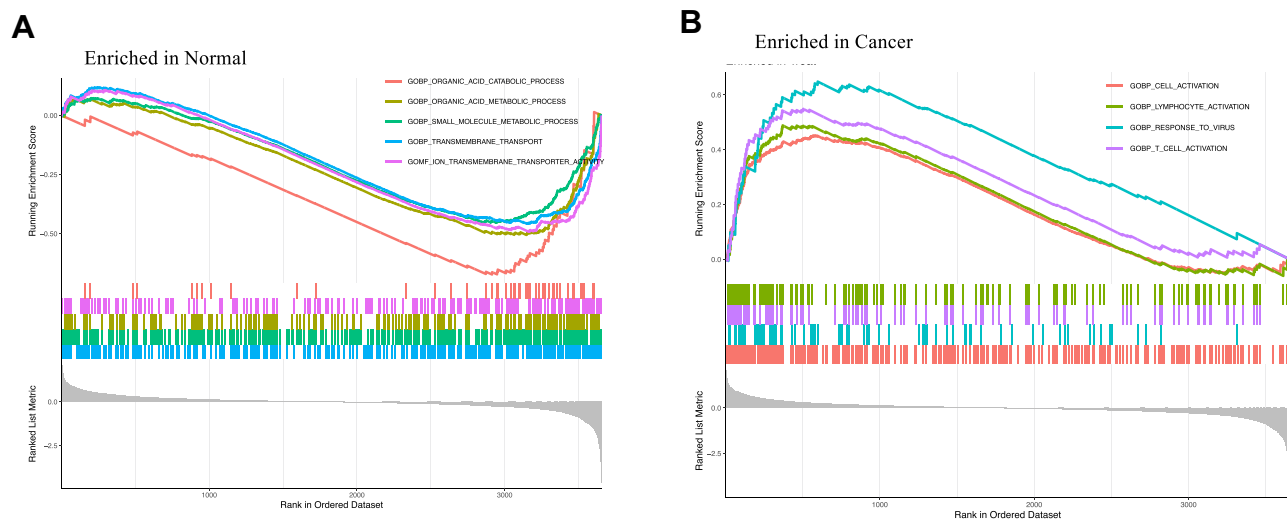 A
Enriched in Normal
GOBP_ORGANIC_ACID_CATABOLIC_PROCESS
GOBP_ORGANIC_ACID_METABOLIC_PROCESS
GOBP_SMALL_MOLECULE_METABOLIC_PROCESS
GOBP_TRANSMEMBRANE_TRANSPORT
GOMF_ION_TRANSMEMBRANE_TRANSPORTER_ACTIVITY
Running Enrichment Score
0.00
−0.25
−0.50
Ranked List Metric
0.0
−2.5
1000
2000
3000
Rank in Ordered Dataset
B
Enriched in Cancer
GOBP_CELL_ACTIVATION
GOBP_LYMPHOCYTE_ACTIVATION
GOBP_RESPONSE_TO_VIRUS
GOBP_T_CELL_ACTIVATION
Running Enrichment Score
0.6
0.4
0.2
0.0
Ranked List Metric
0.0
−2.5
1000
2000
3000
Rank in Ordered Dataset